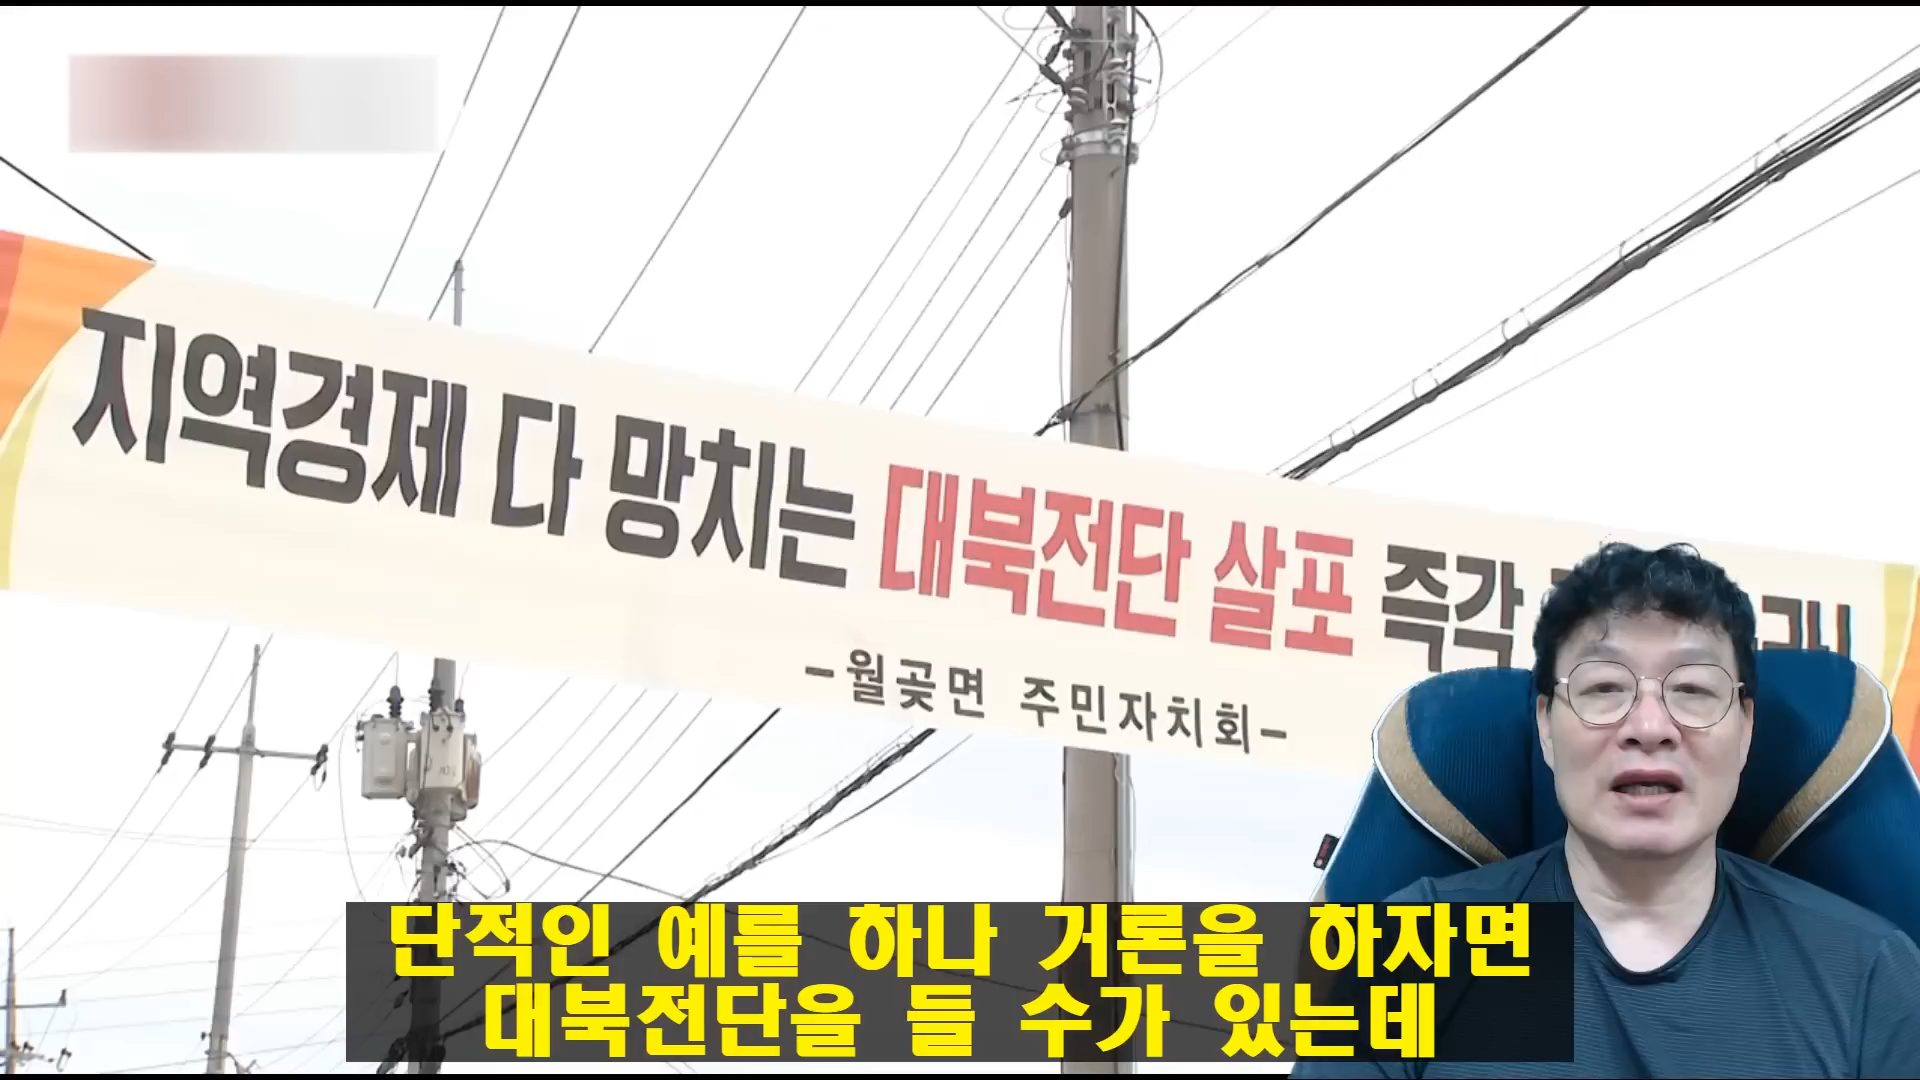 지역경제 다 망치는 대북전단 살포 즉각
-월곶면 주민자치회-
단적인 예를 하나 거론을 하자면
대북전단을 들 수가 있는데